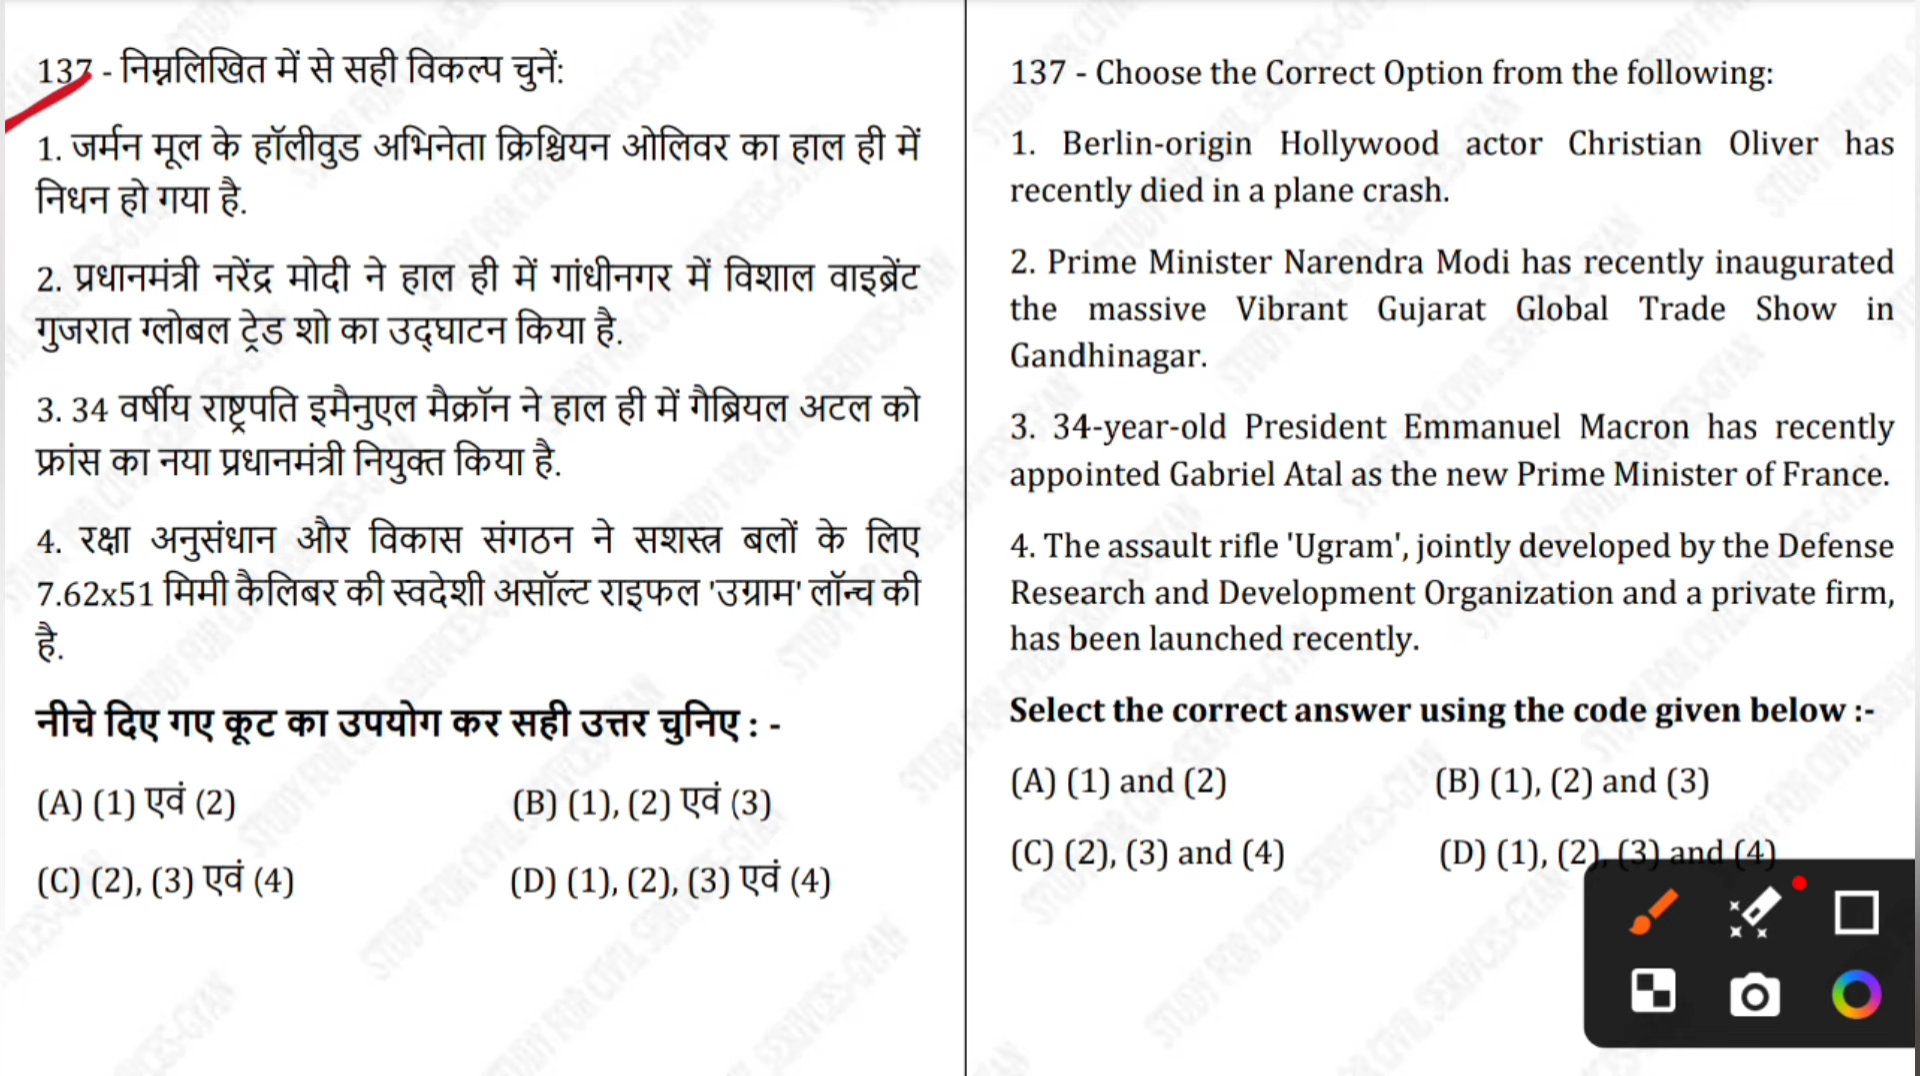 137 - निम्नलिखित में से सही विकल्प चुनें:
1. जर्मन मूल के हॉलीवुड अभिनेता क्रिश्चियन ओलिवर का हाल ही में
निधन हो गया है.
2. प्रधानमंत्री नरेंद्र मोदी ने हाल ही में गांधीनगर में विशाल वाइब्रेंट
गुजरात ग्लोबल ट्रेड शो का उद्घाटन किया है.
3. 34 वर्षीय राष्ट्रपति इमैनुएल मैक्रॉन ने हाल ही में गैब्रियल अटल को
फ्रांस का नया प्रधानमंत्री नियुक्त किया है.
4. रक्षा अनुसंधान और विकास संगठन ने सशस्त्र बलों के लिए
7.62x51 मिमी कैलिबर की स्वदेशी असॉल्ट राइफल 'उग्राम' लॉन्च की
है.
नीचे दिए गए कूट का उपयोग कर सही उत्तर चुनिए : -
(A) (1) एवं (2) (B) (1), (2) एवं (3)
(C) (2), (3) एवं (4) (D) (1), (2), (3) एवं (4)
137 - Choose the Correct Option from the following:
1. Berlin-origin Hollywood actor Christian Oliver has
recently died in a plane crash.
2. Prime Minister Narendra Modi has recently inaugurated
the massive Vibrant Gujarat Global Trade Show in
Gandhinagar.
3. 34-year-old President Emmanuel Macron has recently
appointed Gabriel Atal as the new Prime Minister of France.
4. The assault rifle 'Ugram', jointly developed by the Defense
Research and Development Organization and a private firm,
has been launched recently.
Select the correct answer using the code given below :-
(A) (1) and (2) (B) (1), (2) and (3)
(C) (2), (3) and (4) (D) (1), (2), (3) and (4)